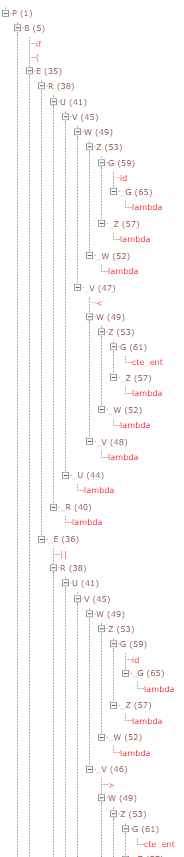 P (1)
B (5)
if
(
E (35)
R (38)
U (41)
V (45)
W (49)
Z (53)
G (59)
id
_G (65)
lambda
_Z (57)
lambda
_W (52)
lambda
_V (47)
<
W (49)
Z (53)
G (61)
cte_ent
_Z (57)
lambda
_W (52)
lambda
_V (48)
lambda
_U (44)
lambda
_R (40)
lambda
_E (36)
||
R (38)
U (41)
V (45)
W (49)
Z (53)
G (59)
id
_G (65)
lambda
_Z (57)
lambda
_W (52)
lambda
_V (46)
>
W (49)
Z (53)
G (61)
cte_ent